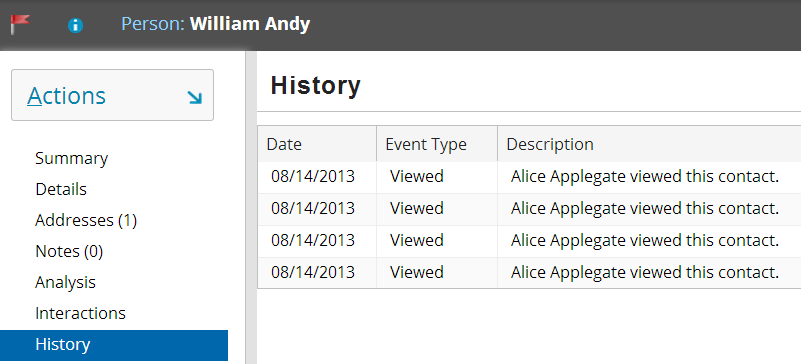 Person: William Andy
Actions
Summary
Details
Addresses (1)
Notes (0)
Analysis
Interactions
History
History
Date Event Type Description
08/14/2013 Viewed Alice Applegate viewed this contact.
08/14/2013 Viewed Alice Applegate viewed this contact.
08/14/2013 Viewed Alice Applegate viewed this contact.
08/14/2013 Viewed Alice Applegate viewed this contact.